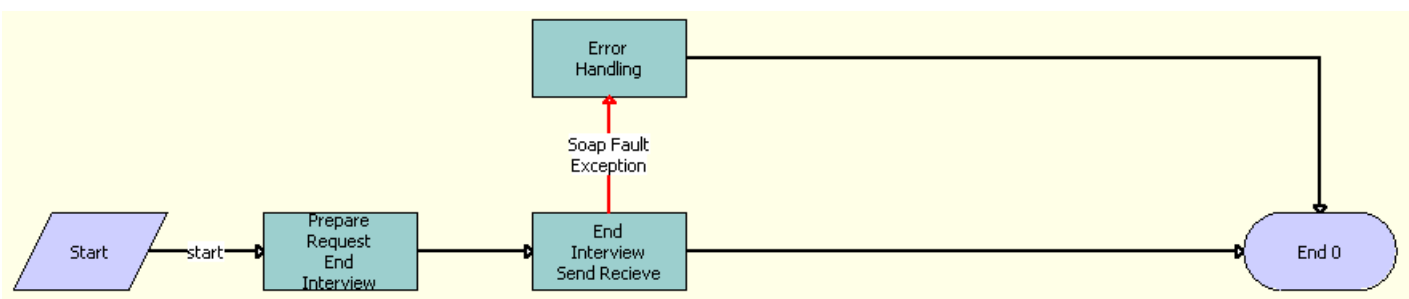 Error
Handling
Soap Fault
Exception
Start
start
Prepare
Request
End
Interview
End
Interview
Send Recieve
End 0